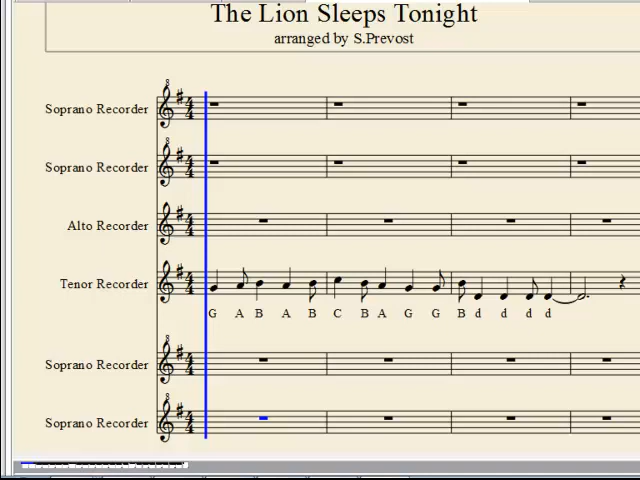 The Lion Sleeps Tonight
arranged by S.Prevost
Soprano Recorder
Soprano Recorder
Alto Recorder
Tenor Recorder
G A B A B C B A G G B d d d d
Soprano Recorder
Soprano Recorder